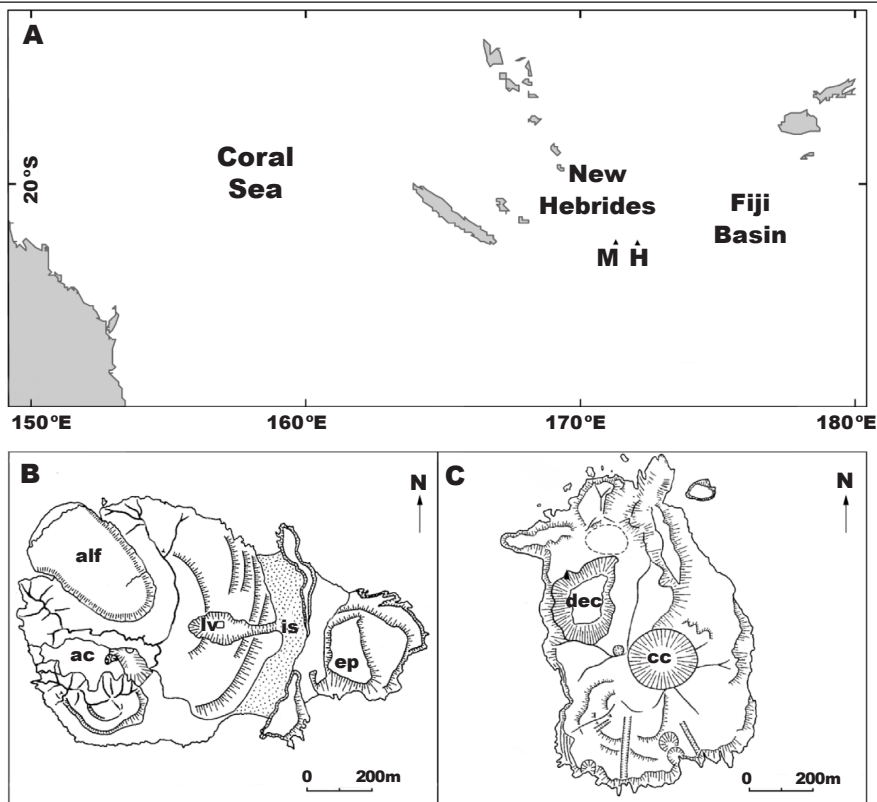 A
Coral
Sea
New
Hebrides
Fiji
Basin
M H
20°S
150°E 160°E 170°E 180°E
B
N
alf
lv
is
ac
ep
0 200m
C
N
dec
cc
0 200m